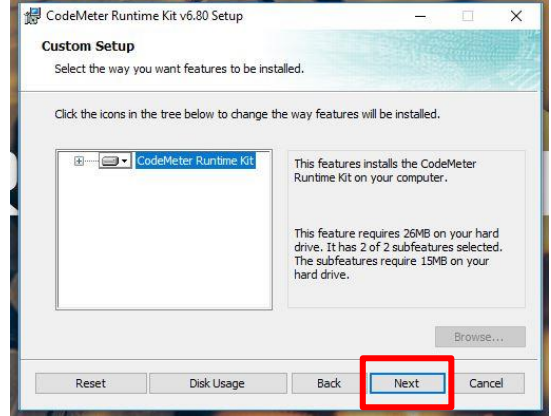 CodeMeter Runtime Kit v6.80 Setup
Custom Setup
Select the way you want features to be installed.
Click the icons in the tree below to change the way features will be installed.
CodeMeter Runtime Kit
This features installs the CodeMeter
Runtime Kit on your computer.
This feature requires 26MB on your hard
drive. It has 2 of 2 subfeatures selected.
The subfeatures require 15MB on your
hard drive.
Browse...
Reset Disk Usage Back Next Cancel